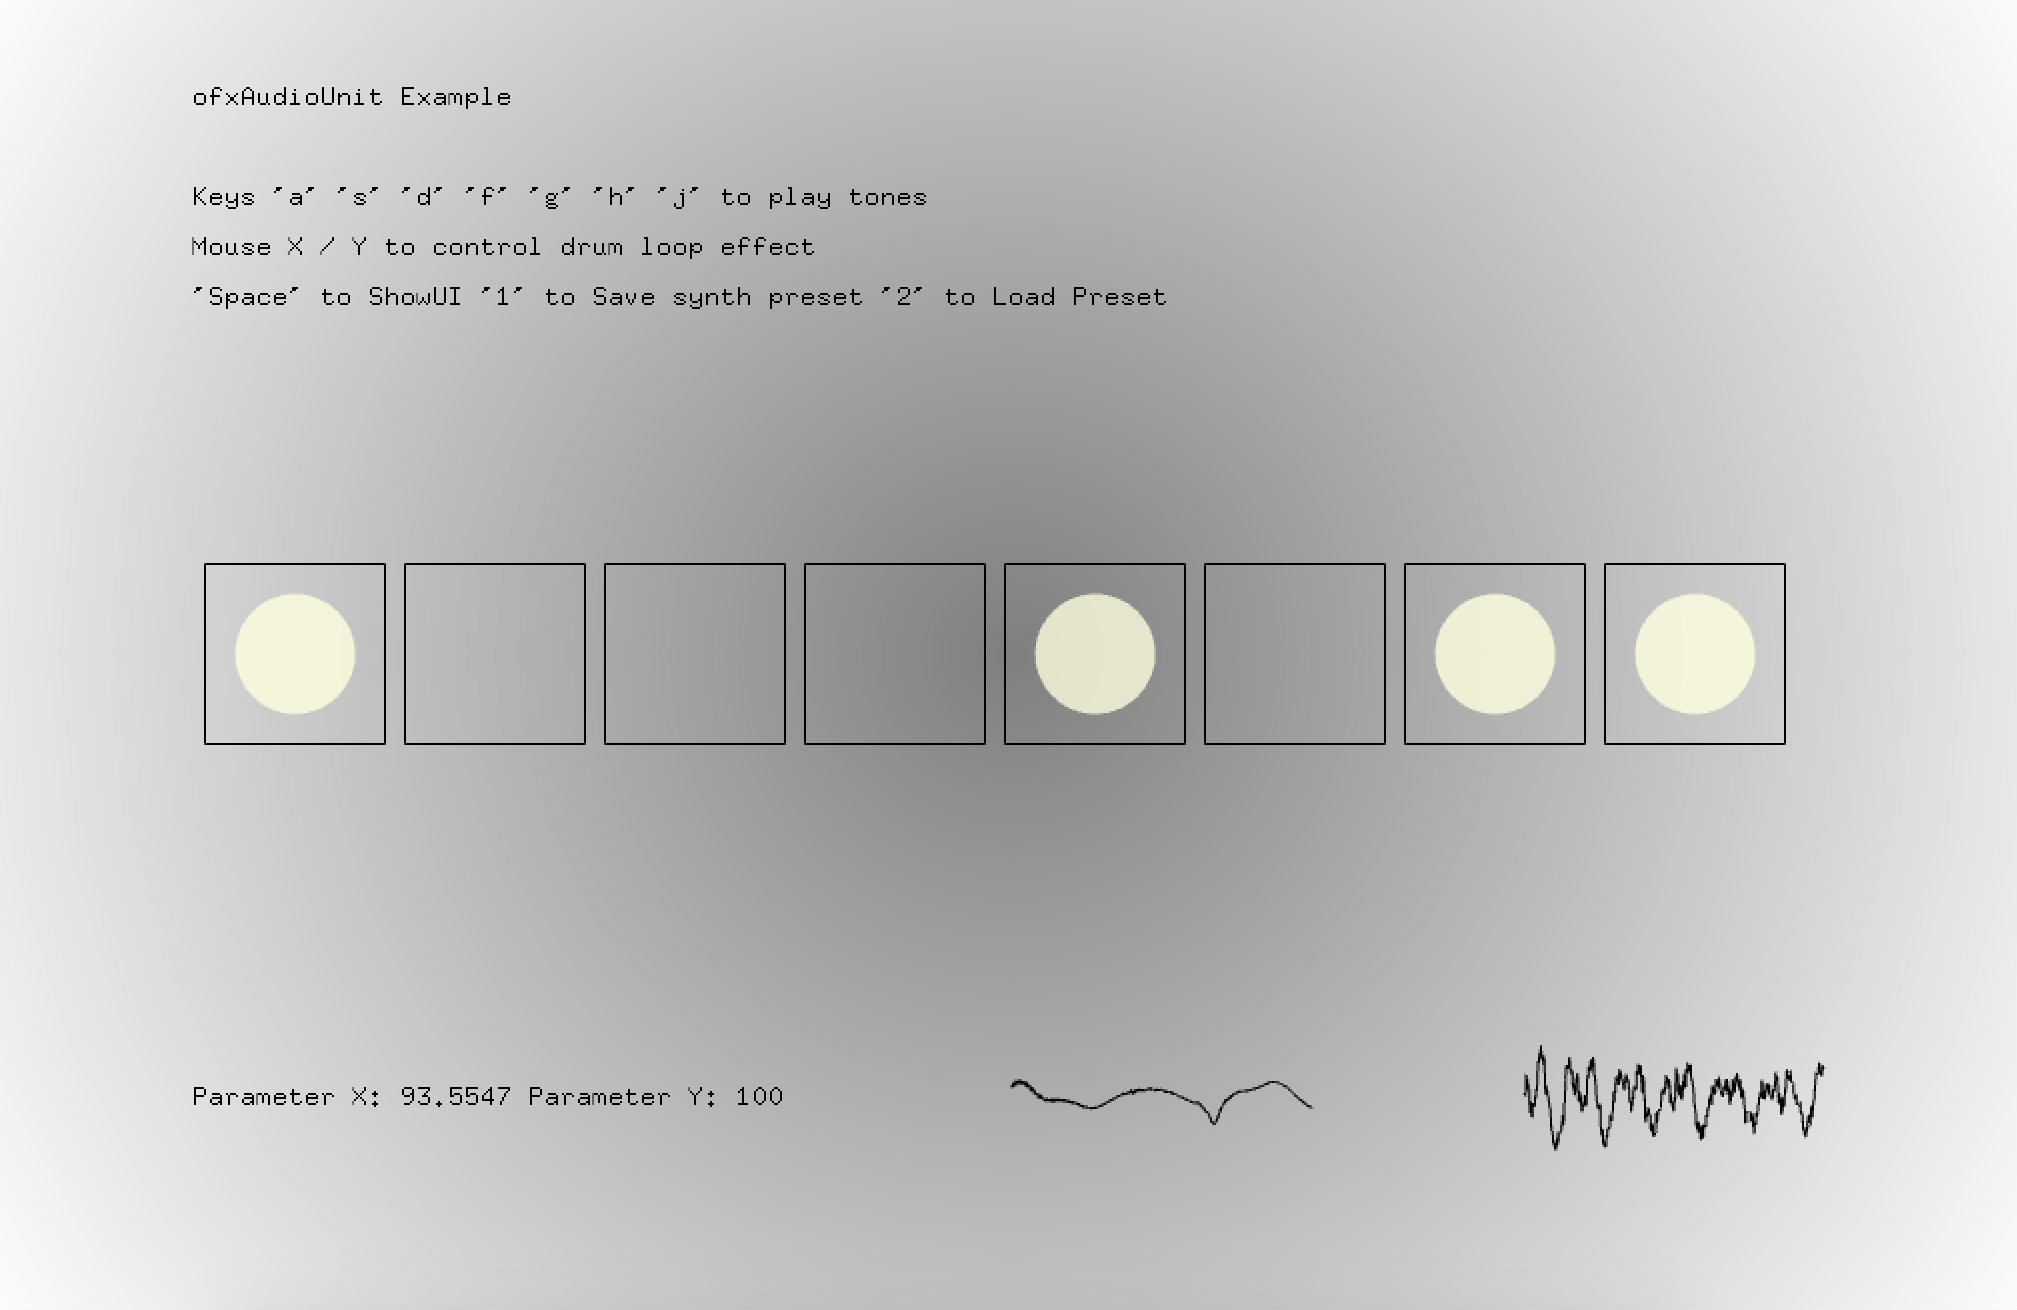 ofxAudioUnit Example
Keys 'a' 's' 'd' 'f' 'g' 'h' 'j' to play tones
Mouse X / Y to control drum loop effect
'Space' to ShowUI '1' to Save synth preset '2' to Load Preset
Parameter X: 93.5547 Parameter Y: 100